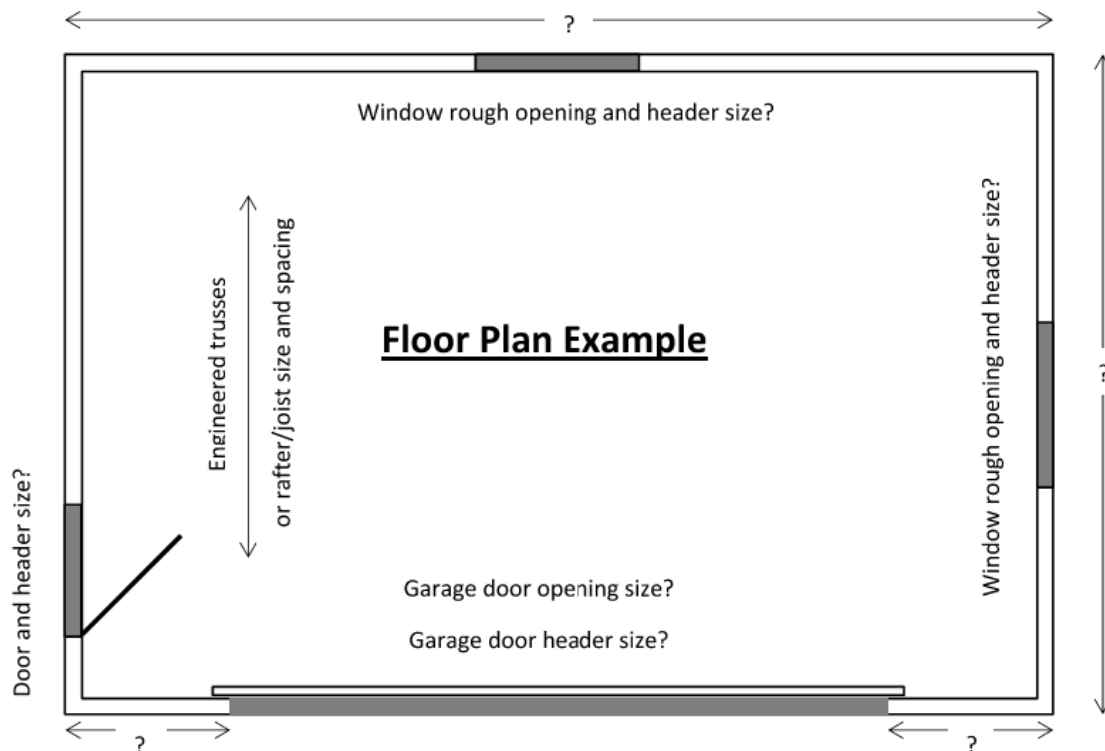 ?
Window rough opening and header size?
Window rough opening and header size?
?
Engineered trusses
or rafter/joist size and spacing
Floor Plan Example
Door and header size?
Garage door opening size?
Garage door header size?
?
?